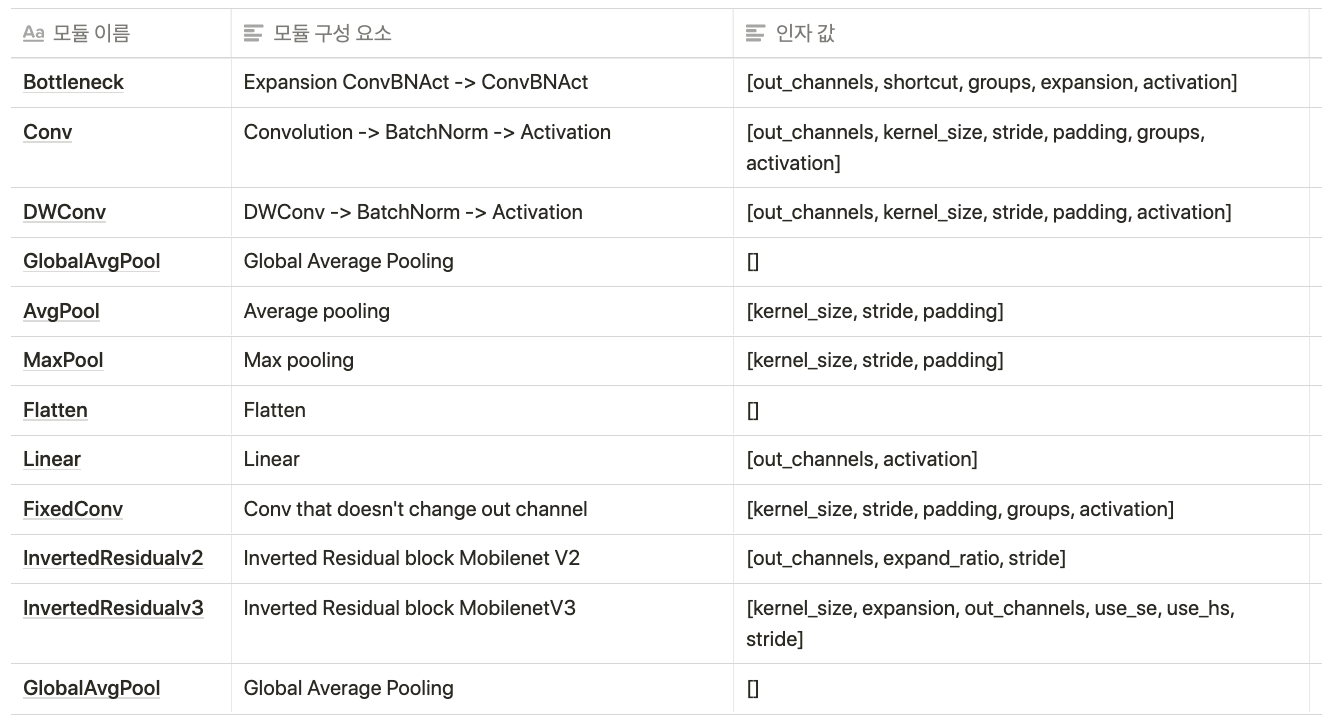 Aa 모듈 이름 모듈 구성 요소 인자 값
Bottleneck Expansion ConvBNAct -> ConvBNAct [out_channels, shortcut, groups, expansion, activation]
Conv Convolution -> BatchNorm -> Activation [out_channels, kernel_size, stride, padding, groups,
activation]
DWConv DWConv -> BatchNorm -> Activation [out_channels, kernel_size, stride, padding, activation]
GlobalAvgPool Global Average Pooling []
AvgPool Average pooling [kernel_size, stride, padding]
MaxPool Max pooling [kernel_size, stride, padding]
Flatten Flatten []
Linear Linear [out_channels, activation]
FixedConv Conv that doesn't change out channel [kernel_size, stride, padding, groups, activation]
InvertedResidualv2 Inverted Residual block Mobilenet V2 [out_channels, expand_ratio, stride]
InvertedResidualv3 Inverted Residual block MobilenetV3 [kernel_size, expansion, out_channels, use_se, use_hs,
stride]
GlobalAvgPool Global Average Pooling []